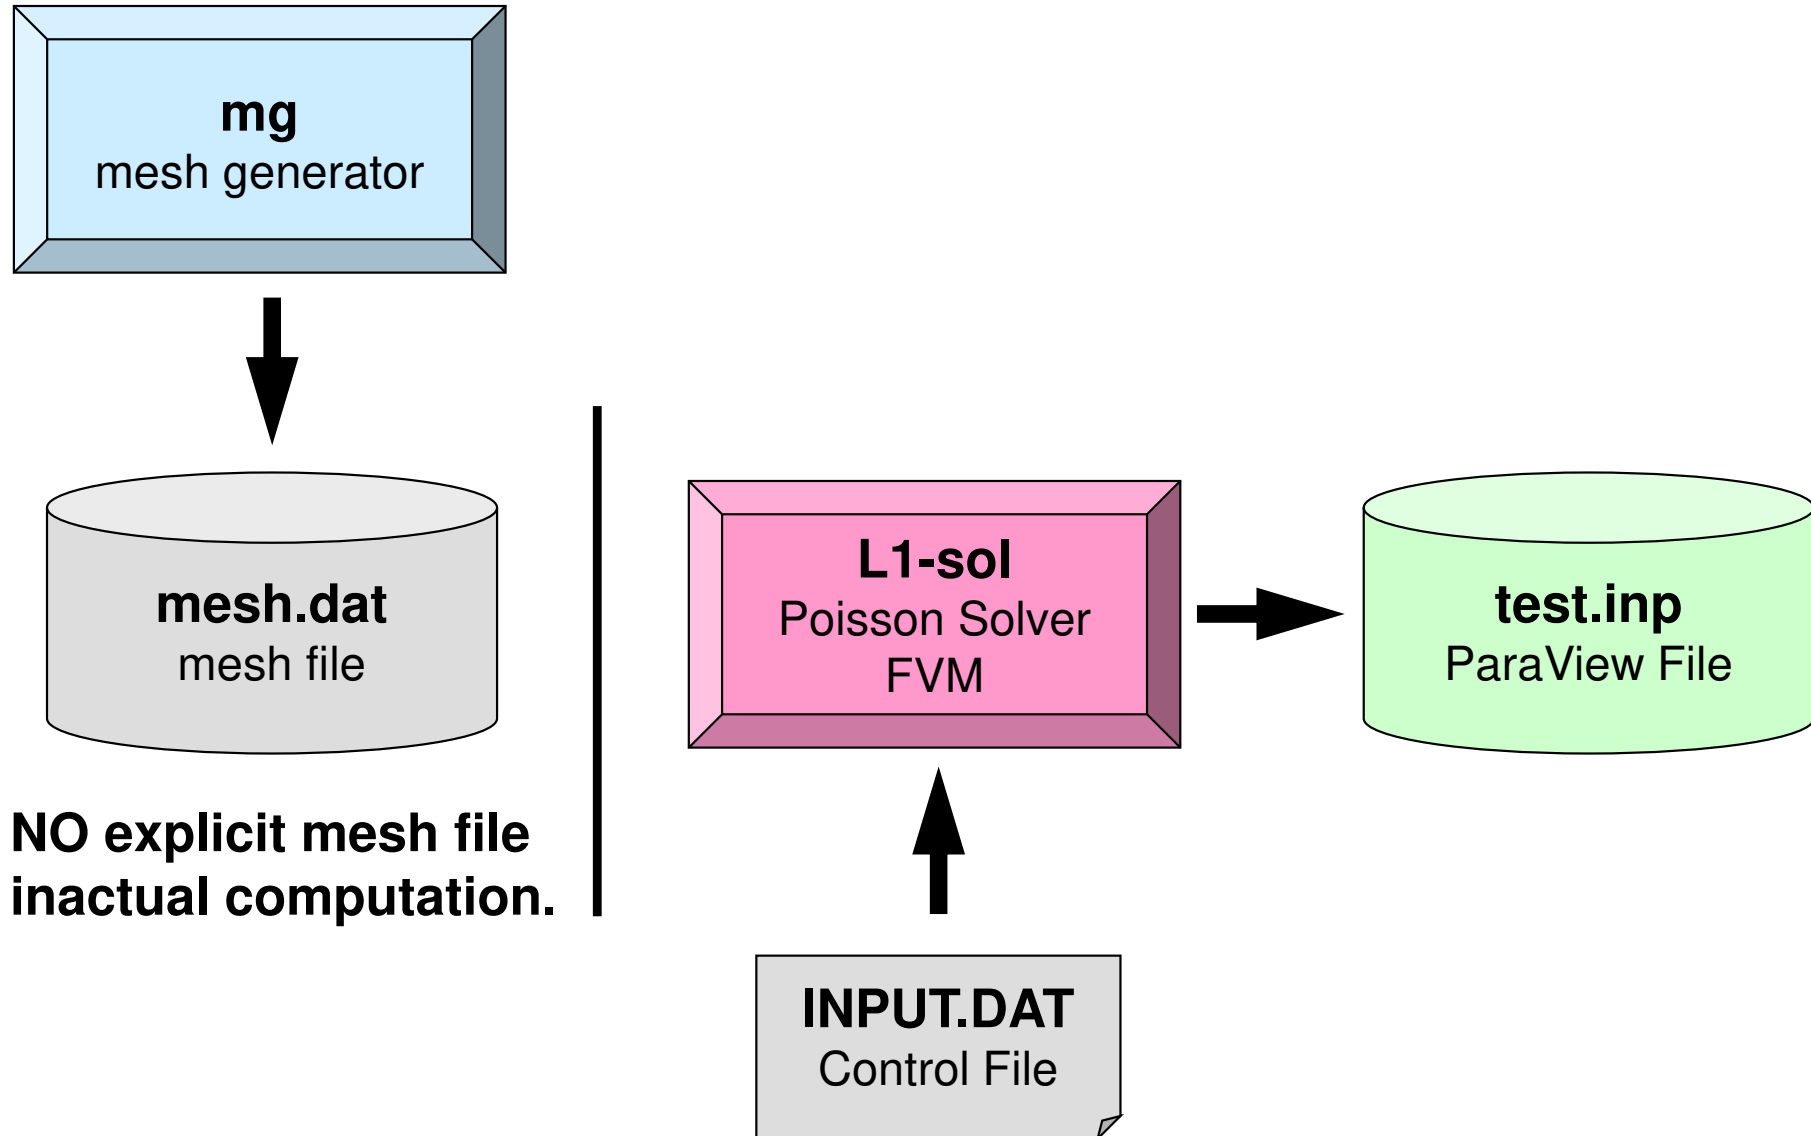 mg
mesh generator
mesh.dat
mesh file
NO explicit mesh file
inactual computation.
L1-sol
Poisson Solver
FVM
test.inp
ParaView File
INPUT.DAT
Control File